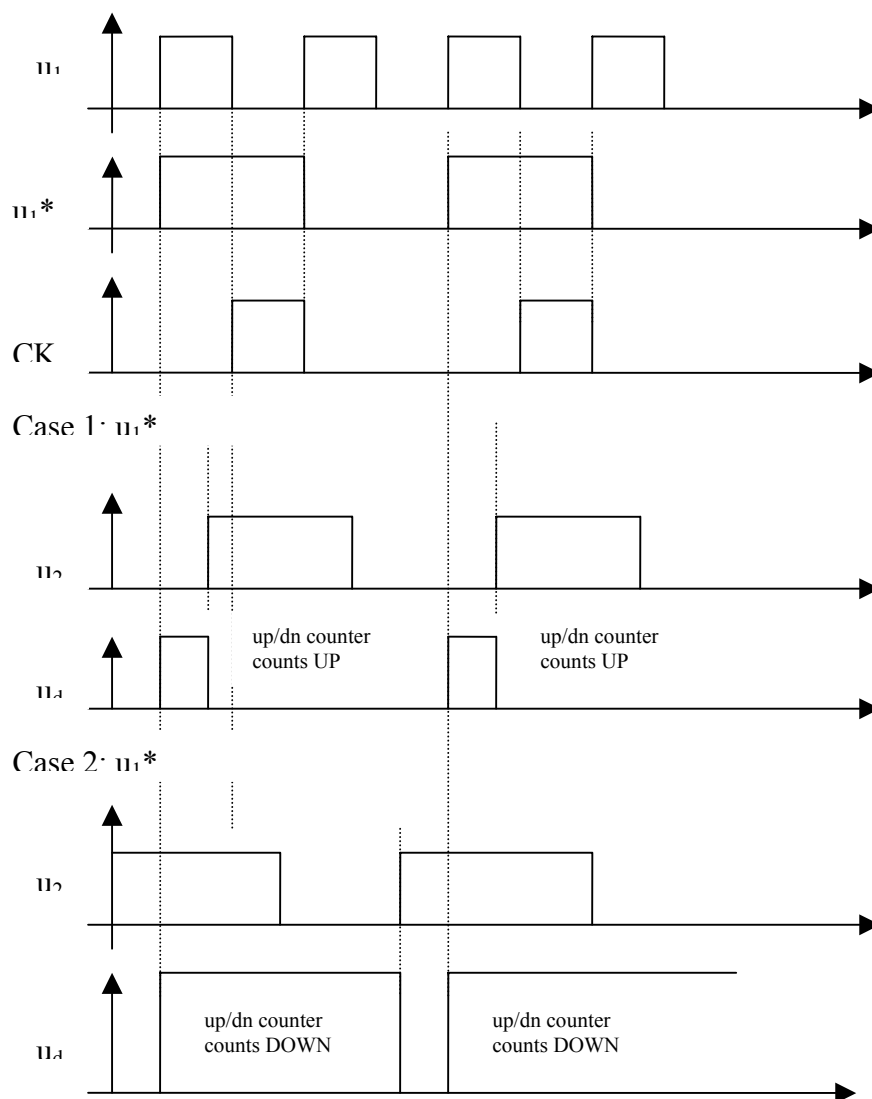 u₁
u₁*
CK
Case 1: u₁*
u₂
up/dn counter
counts UP
up/dn counter
counts UP
u_d
Case 2: u₁*
u₂
up/dn counter
counts DOWN
up/dn counter
counts DOWN
u_d